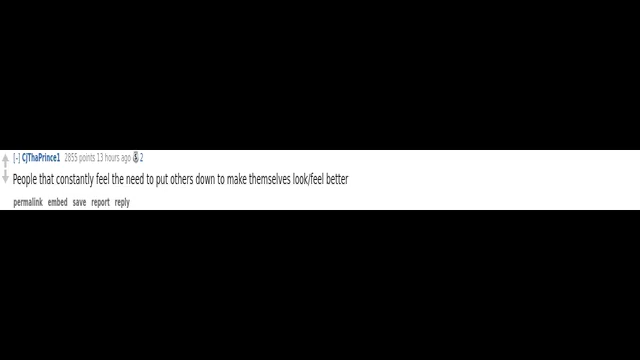 [-] CjThaPrince1 2855 points 13 hours ago 2
People that constantly feel the need to put others down to make themselves look/feel better
permalink embed save report reply